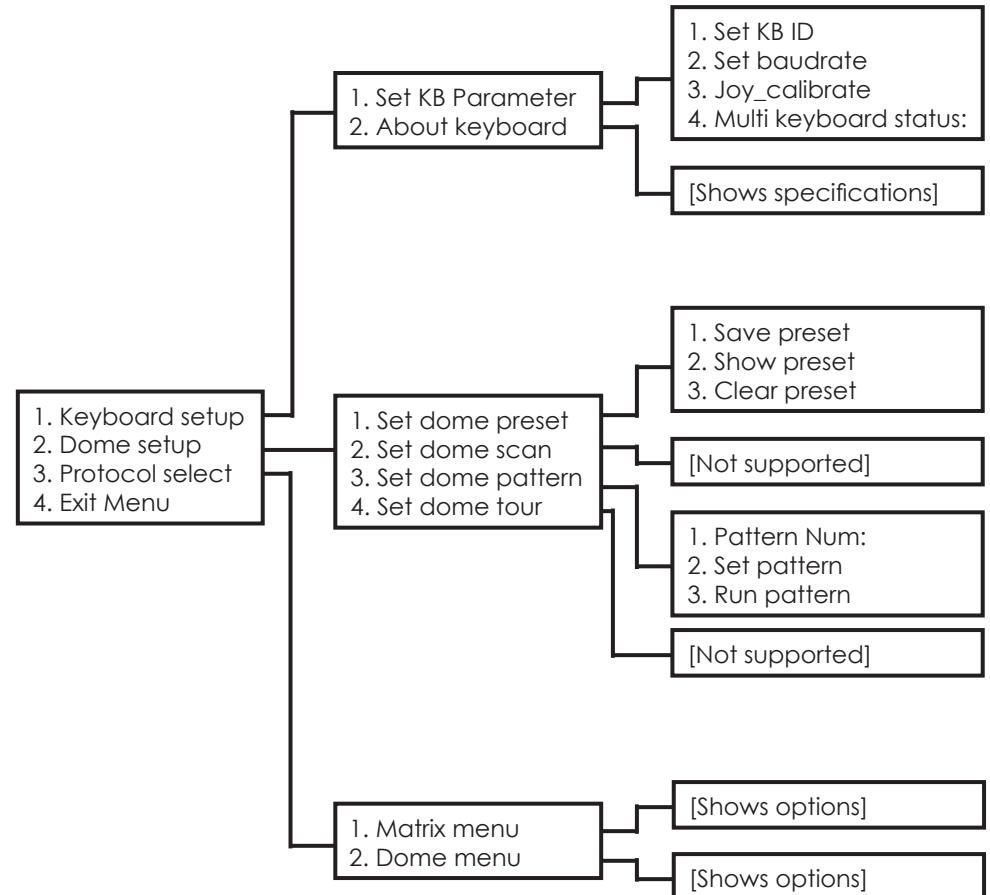 1. Keyboard setup
2. Dome setup
3. Protocol select
4. Exit Menu
1. Set KB Parameter
2. About keyboard
1. Set KB ID
2. Set baudrate
3. Joy_calibrate
4. Multi keyboard status:
[Shows specifications]
1. Set dome preset
2. Set dome scan
3. Set dome pattern
4. Set dome tour
1. Save preset
2. Show preset
3. Clear preset
[Not supported]
1. Pattern Num:
2. Set pattern
3. Run pattern
[Not supported]
1. Matrix menu
2. Dome menu
[Shows options]
[Shows options]